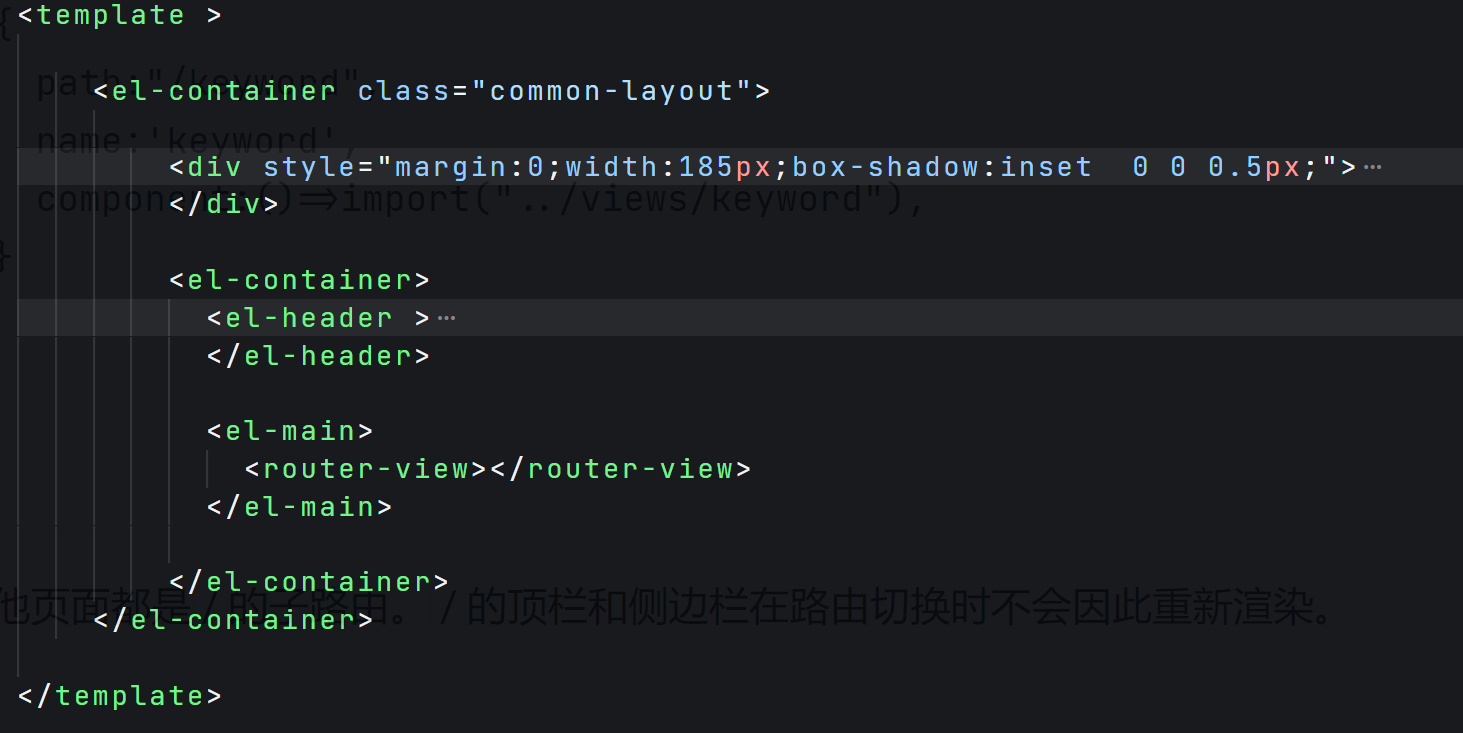 <template >
{
path:"/keyword",
<el-container class="common-layout">
name:'keyword',
<div style="margin:0;width:185px;box-shadow:inset  0 0 0.5px;">⋯
component:()=>import("../views/keyword"),
</div>
}
<el-container>
<el-header >⋯
</el-header>
<el-main>
<router-view></router-view>
</el-main>
</el-container>
他页面都是 / 的子路由。 / 的顶栏和侧边栏在路由切换时不会因此重新渲染。
</el-container>
</template>